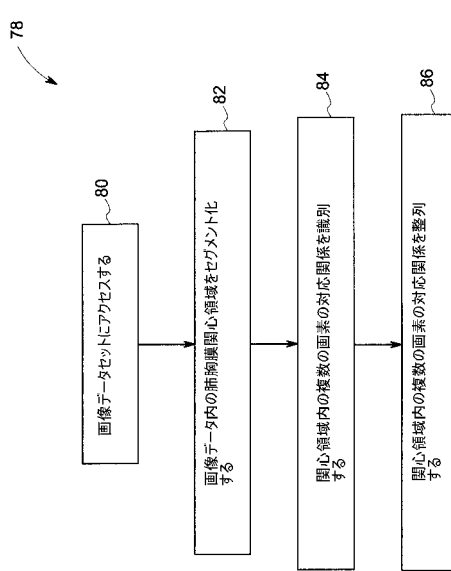 78
80
画像データセットにアクセスする
82
画像データ内の肺胸膜関心領域をセグメント化
する
84
関心領域内の複数の画素の対応関係を識別
する
86
関心領域内の複数の画素の対応関係を整列
する